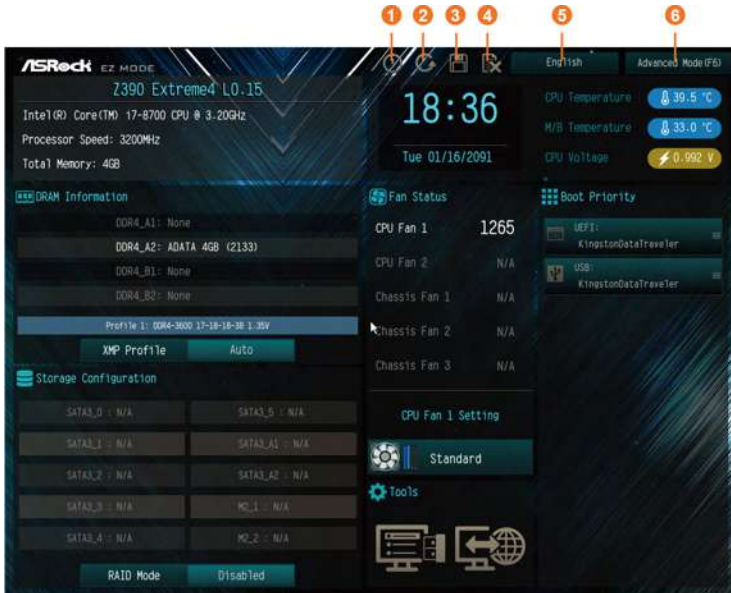 1 2 3 4 5 6
ASRock EZ MODE
English
Advanced Mode(F6)
Z390 Extreme4 L0.15
Intel(R) Core(TM) i7-8700 CPU @ 3.20GHz
Processor Speed: 3200MHz
Total Memory: 4GB
18:36
Tue 01/16/2091
CPU Temperature
39.5 °C
M/B Temperature
33.0 °C
CPU Voltage
0.992 V
DRAM Information
DDR4_A1: None
DDR4_A2: ADATA 4GB (2133)
DDR4_B1: None
DDR4_B2: None
Profile 1: DDR4-3600 17-18-18-38 1.35V
XMP Profile
Auto
Storage Configuration
SATA3_0 : N/A
SATA3_5 : N/A
SATA3_1 : N/A
SATA3_A1 : N/A
SATA3_2 : N/A
SATA3_A2 : N/A
SATA3_3 : N/A
M2_1 : N/A
SATA3_4 : N/A
M2_2 : N/A
RAID Mode
Disabled
Fan Status
CPU Fan 1
1265
CPU Fan 2
N/A
Chassis Fan 1
N/A
Chassis Fan 2
N/A
Chassis Fan 3
N/A
CPU Fan 1 Setting
Standard
Tools
Boot Priority
UEFI:
KingstonDataTraveler
USB:
KingstonDataTraveler